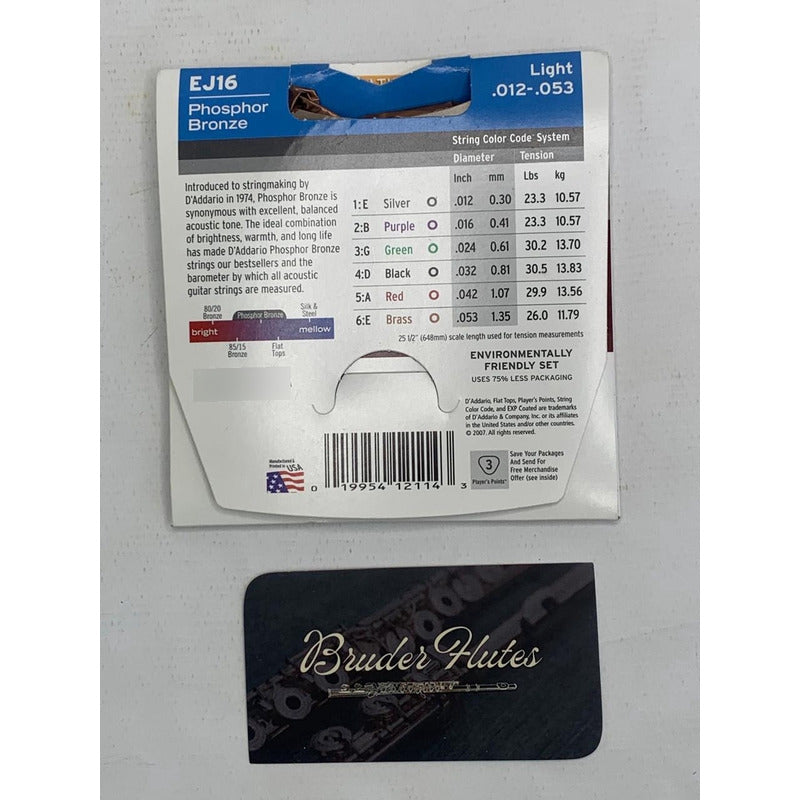 EJ16
Phosphor
Bronze
Light
.012-.053
String Color Code System
Diameter Tension
Inch mm Lbs kg
1:E Silver .012 0.30 23.3 10.57
2:B Purple .016 0.41 23.3 10.57
3:G Green .024 0.61 30.2 13.70
4:D Black .032 0.81 30.5 13.83
5:A Red .042 1.07 29.9 13.56
6:E Brass .053 1.35 26.0 11.79
25 1/2" (648mm) scale length used for tension measurements
Introduced to stringmaking by
D'Addario in 1974, Phosphor Bronze is
synonymous with excellent, balanced
acoustic tone. The ideal combination
of brightness, warmth, and long life
has made D'Addario Phosphor Bronze
strings our bestsellers and the
barometer by which all acoustic
guitar strings are measured.
80/20
Bronze
Phosphor Bronze
Silk &
Steel
bright mellow
85/15
Bronze
Flat
Tops
ENVIRONMENTALLY
FRIENDLY SET
USES 75% LESS PACKAGING
D'Addario, Flat Tops, Player's Points, String
Color Code, and EXP Coated are trademarks
of D'Addario & Company, Inc. or its affiliates
in the United States and/or other countries.
© 2007. All rights reserved.
Manufactured &
Printed in USA
0 19954 12114 3
3
Player's Points
Save Your Packages
And Send For
Free Merchandise
Offer (see inside)
Bruder Flutes